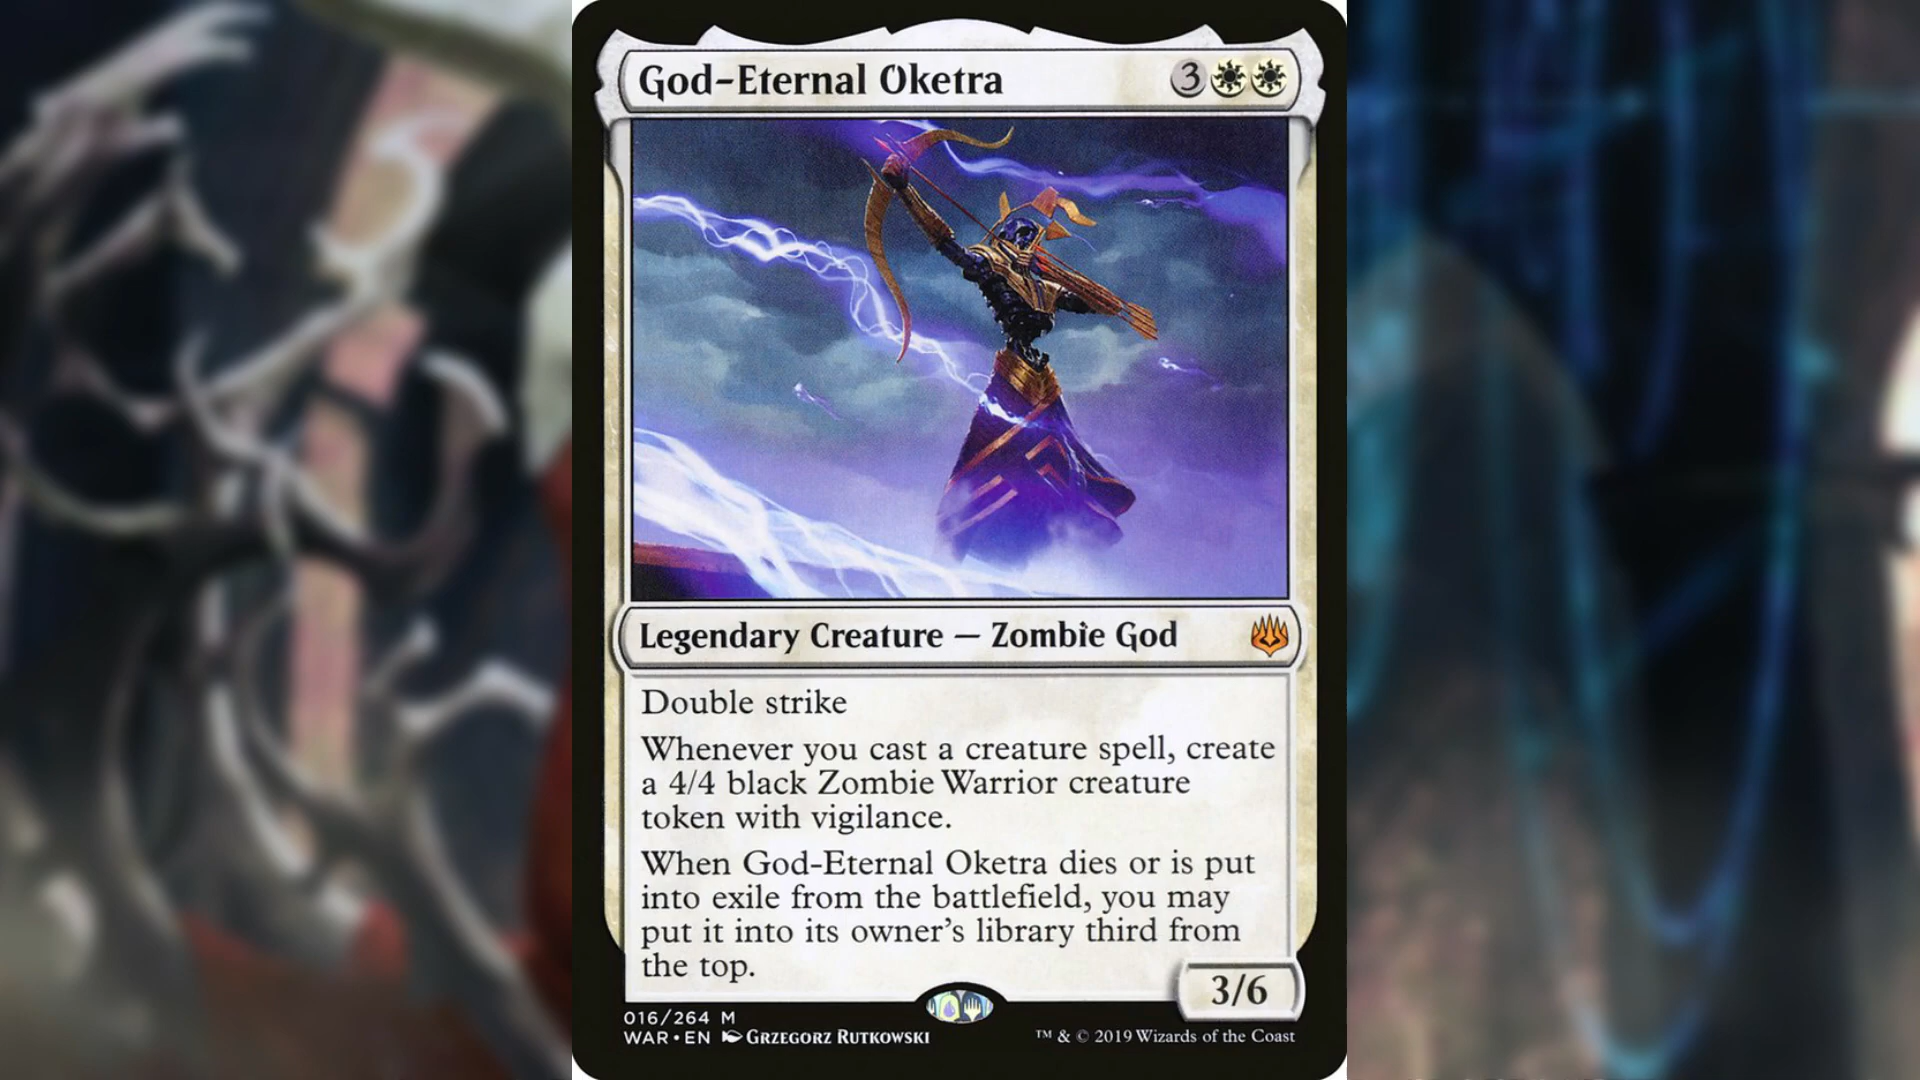 God-Eternal Oketra 3
Legendary Creature — Zombie God
Double strike
Whenever you cast a creature spell, create
a 4/4 black Zombie Warrior creature
token with vigilance.
When God-Eternal Oketra dies or is put
into exile from the battlefield, you may
put it into its owner's library third from
the top.
3/6
016/264 M
WAR • EN Grzegorz Rutkowski
™ & © 2019 Wizards of the Coast